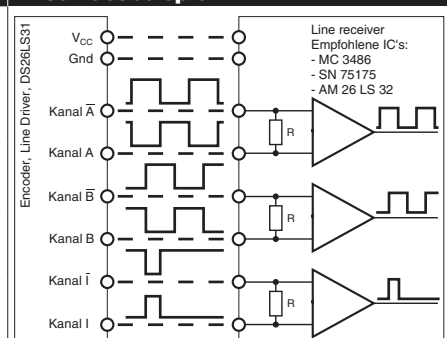 Encoder, Line Driver, DS26LS31
V_CC
Gnd
Kanal A̅
Kanal A
Kanal B̅
Kanal B
Kanal I̅
Kanal I
Line receiver
Empfohlene IC's:
- MC 3486
- SN 75175
- AM 26 LS 32
R
R
R